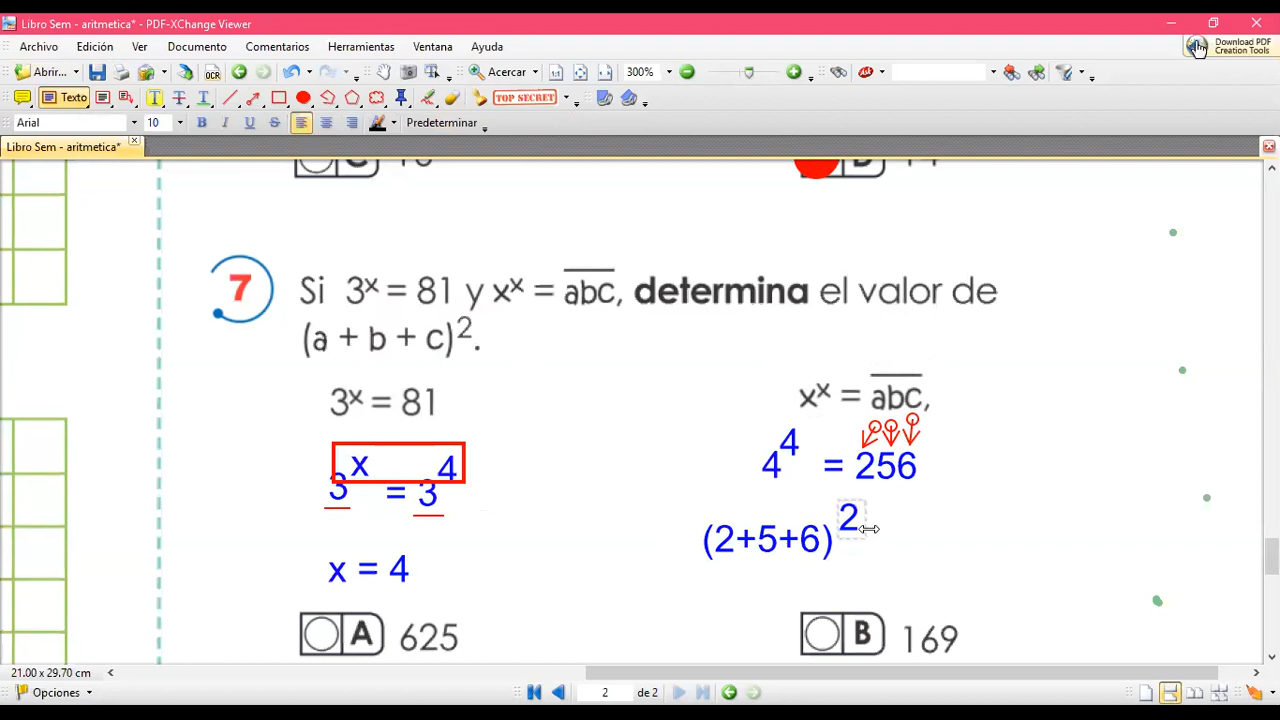 Libro Sem - aritmetica* - PDF-XChange Viewer
Archivo Edición Ver Documento Comentarios Herramientas Ventana Ayuda
Download PDF
Creation Tools
Abrir... OCR Acercar 300%
Texto TOP SECRET
Arial 10 B I U S Predeterminar
Libro Sem - aritmetica*
7 Si 3ˣ = 81 y xˣ = a̅b̅c̅, determina el valor de
(a + b + c)².
3ˣ = 81 xˣ = a̅b̅c̅,
3ˣ = 3⁴ 4⁴ = 256
(2+5+6)²
x = 4
A 625 B 169
21.00 x 29.70 cm
Opciones 2 de 2